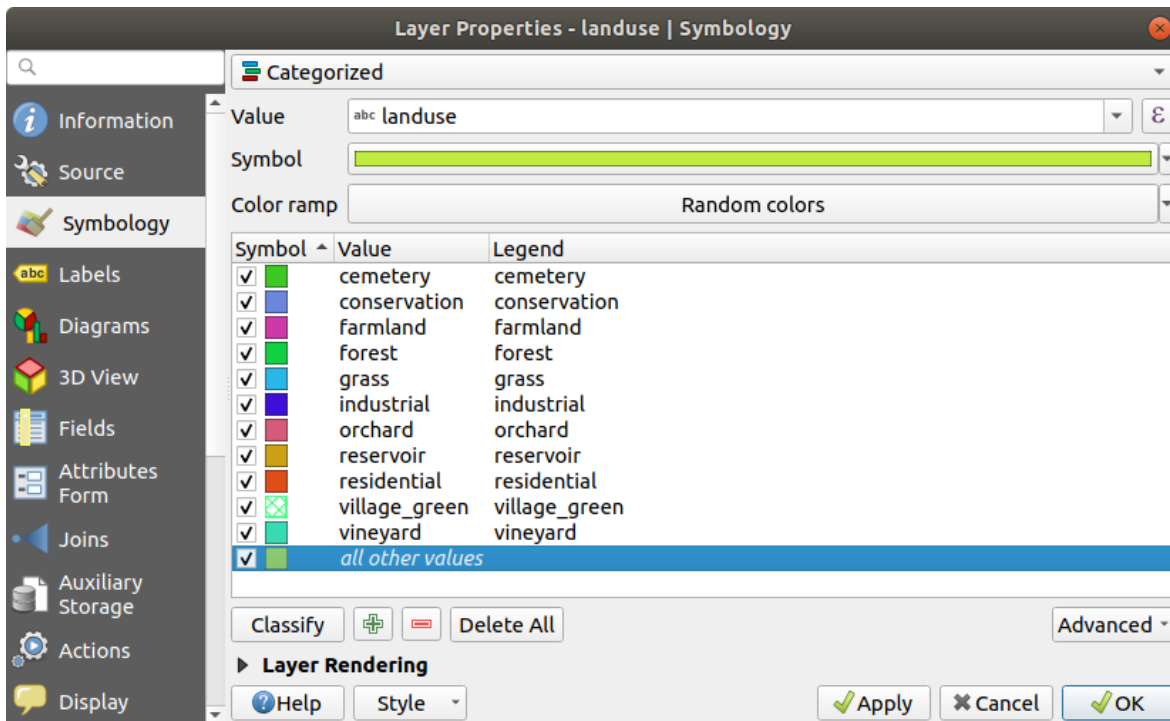 Layer Properties - landuse | Symbology
Categorized
Information
Value abc landuse ε
Source
Symbol
Symbology
Color ramp Random colors
Symbol Value Legend
abc Labels
cemetery cemetery
conservation conservation
Diagrams
farmland farmland
forest forest
3D View
grass grass
industrial industrial
Fields
orchard orchard
reservoir reservoir
Attributes
Form
residential residential
village_green village_green
Joins
vineyard vineyard
all other values
Auxiliary
Storage
Classify Delete All Advanced
Actions
Layer Rendering
Display
Help Style Apply Cancel OK